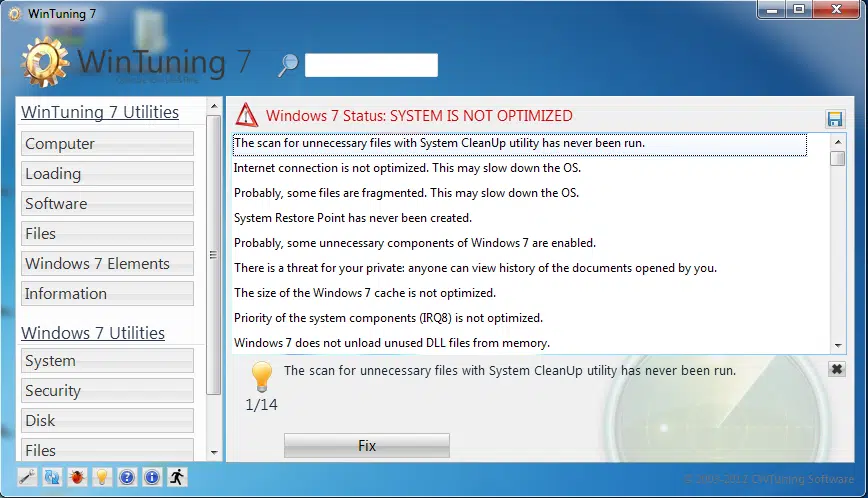 WinTuning 7
WinTuning 7
WinTuning 7 Utilities
Computer
Loading
Software
Files
Windows 7 Elements
Information
Windows 7 Utilities
System
Security
Disk
Files
Windows 7 Status: SYSTEM IS NOT OPTIMIZED
The scan for unnecessary files with System CleanUp utility has never been run.
Internet connection is not optimized. This may slow down the OS.
Probably, some files are fragmented. This may slow down the OS.
System Restore Point has never been created.
Probably, some unnecessary components of Windows 7 are enabled.
There is a threat for your private: anyone can view history of the documents opened by you.
The size of the Windows 7 cache is not optimized.
Priority of the system components (IRQ8) is not optimized.
Windows 7 does not unload unused DLL files from memory.
The scan for unnecessary files with System CleanUp utility has never been run.
1/14
Fix
CWTuning Software